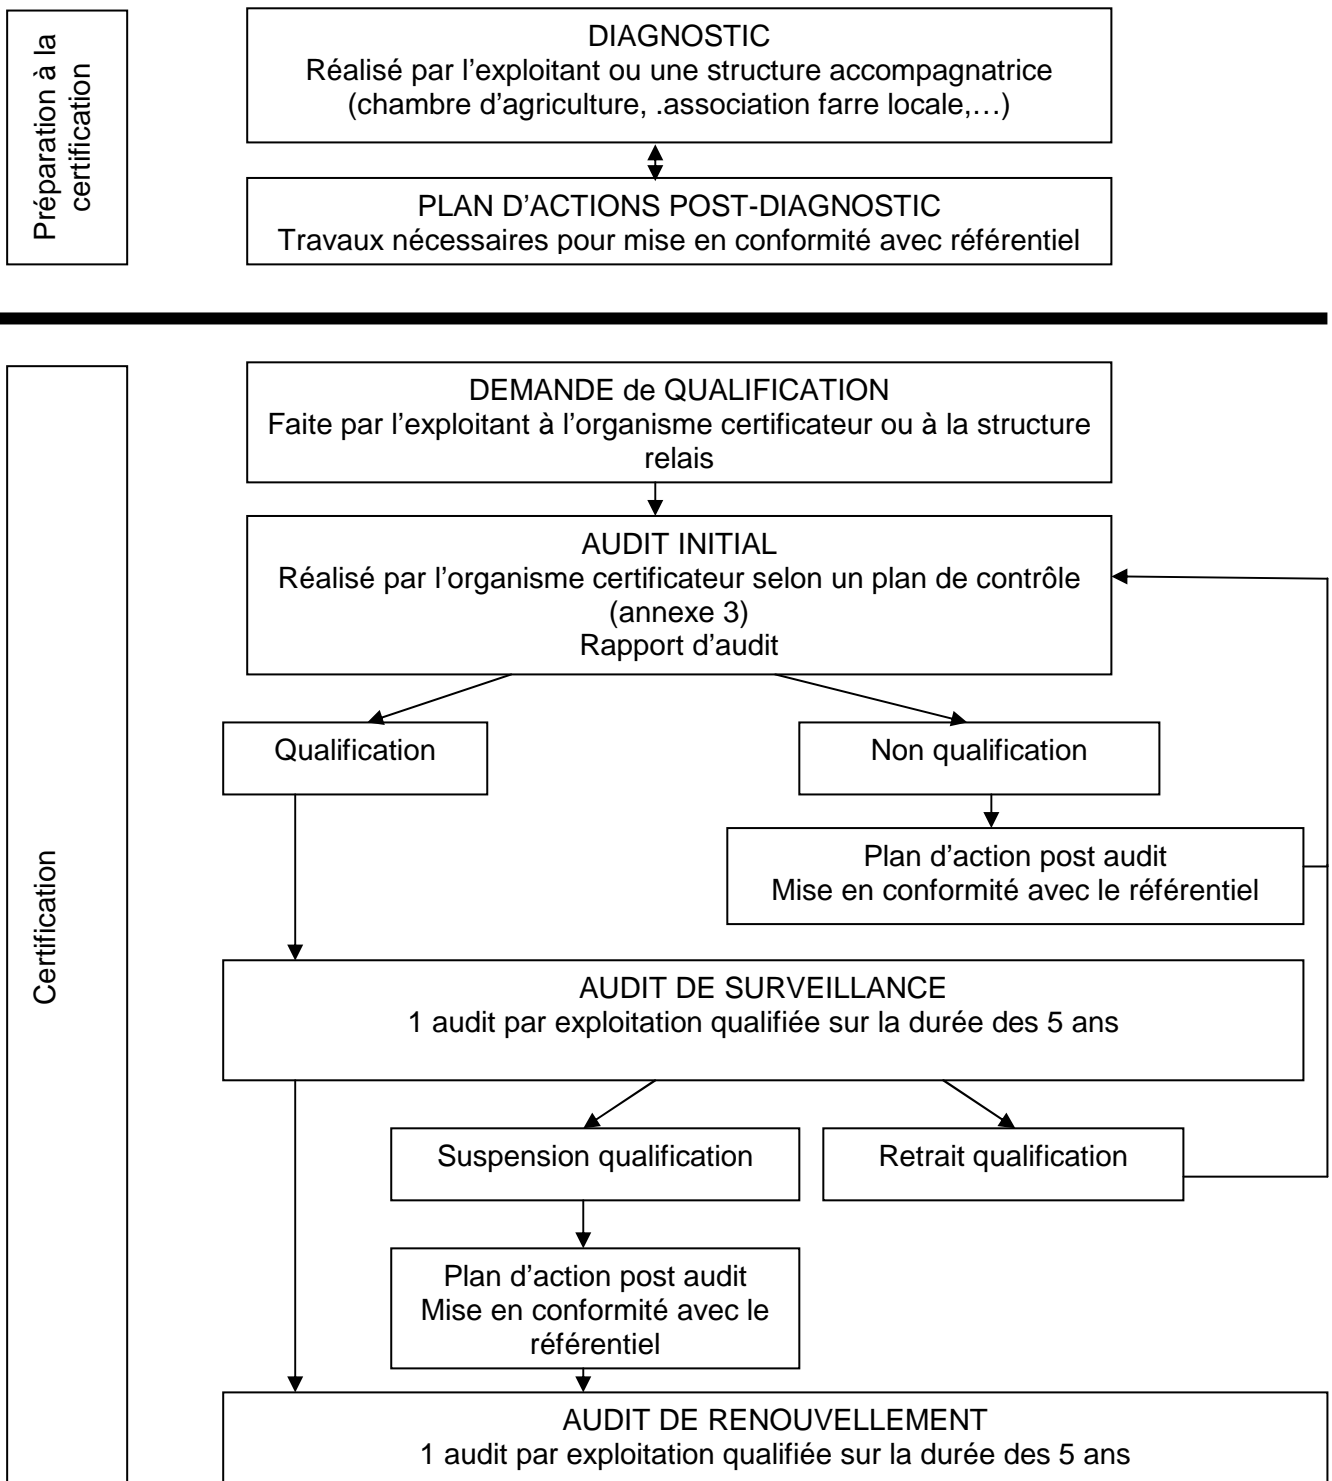 Préparation à la
certification
DIAGNOSTIC
Réalisé par l’exploitant ou une structure accompagnatrice
(chambre d’agriculture, .association farre locale,…)
PLAN D’ACTIONS POST-DIAGNOSTIC
Travaux nécessaires pour mise en conformité avec référentiel
Certification
DEMANDE de QUALIFICATION
Faite par l’exploitant à l’organisme certificateur ou à la structure
relais
AUDIT INITIAL
Réalisé par l’organisme certificateur selon un plan de contrôle
(annexe 3)
Rapport d’audit
Qualification
Non qualification
Plan d’action post audit
Mise en conformité avec le référentiel
AUDIT DE SURVEILLANCE
1 audit par exploitation qualifiée sur la durée des 5 ans
Suspension qualification
Retrait qualification
Plan d’action post audit
Mise en conformité avec le
référentiel
AUDIT DE RENOUVELLEMENT
1 audit par exploitation qualifiée sur la durée des 5 ans